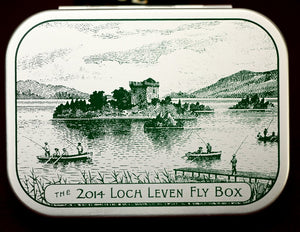 THE 2014 LOCH LEVEN FLY BOX